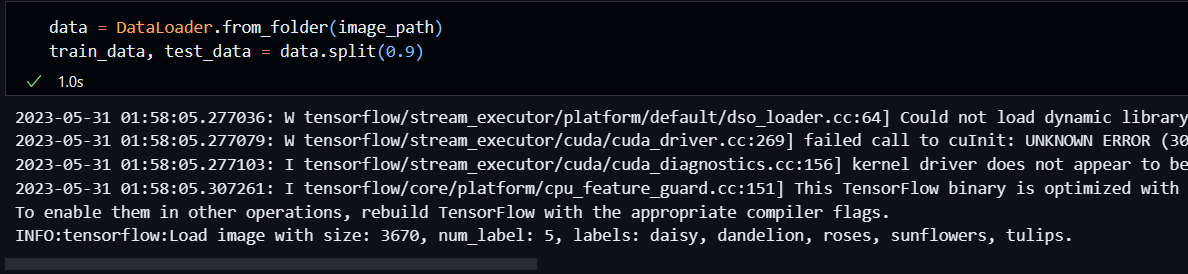 data = DataLoader.from_folder(image_path)
train_data, test_data = data.split(0.9)
1.0s
2023-05-31 01:58:05.277036: W tensorflow/stream_executor/platform/default/dso_loader.cc:64] Could not load dynamic library
2023-05-31 01:58:05.277079: W tensorflow/stream_executor/cuda/cuda_driver.cc:269] failed call to cuInit: UNKNOWN ERROR (30
2023-05-31 01:58:05.277103: I tensorflow/stream_executor/cuda/cuda_diagnostics.cc:156] kernel driver does not appear to be
2023-05-31 01:58:05.307261: I tensorflow/core/platform/cpu_feature_guard.cc:151] This TensorFlow binary is optimized with
To enable them in other operations, rebuild TensorFlow with the appropriate compiler flags.
INFO:tensorflow:Load image with size: 3670, num_label: 5, labels: daisy, dandelion, roses, sunflowers, tulips.